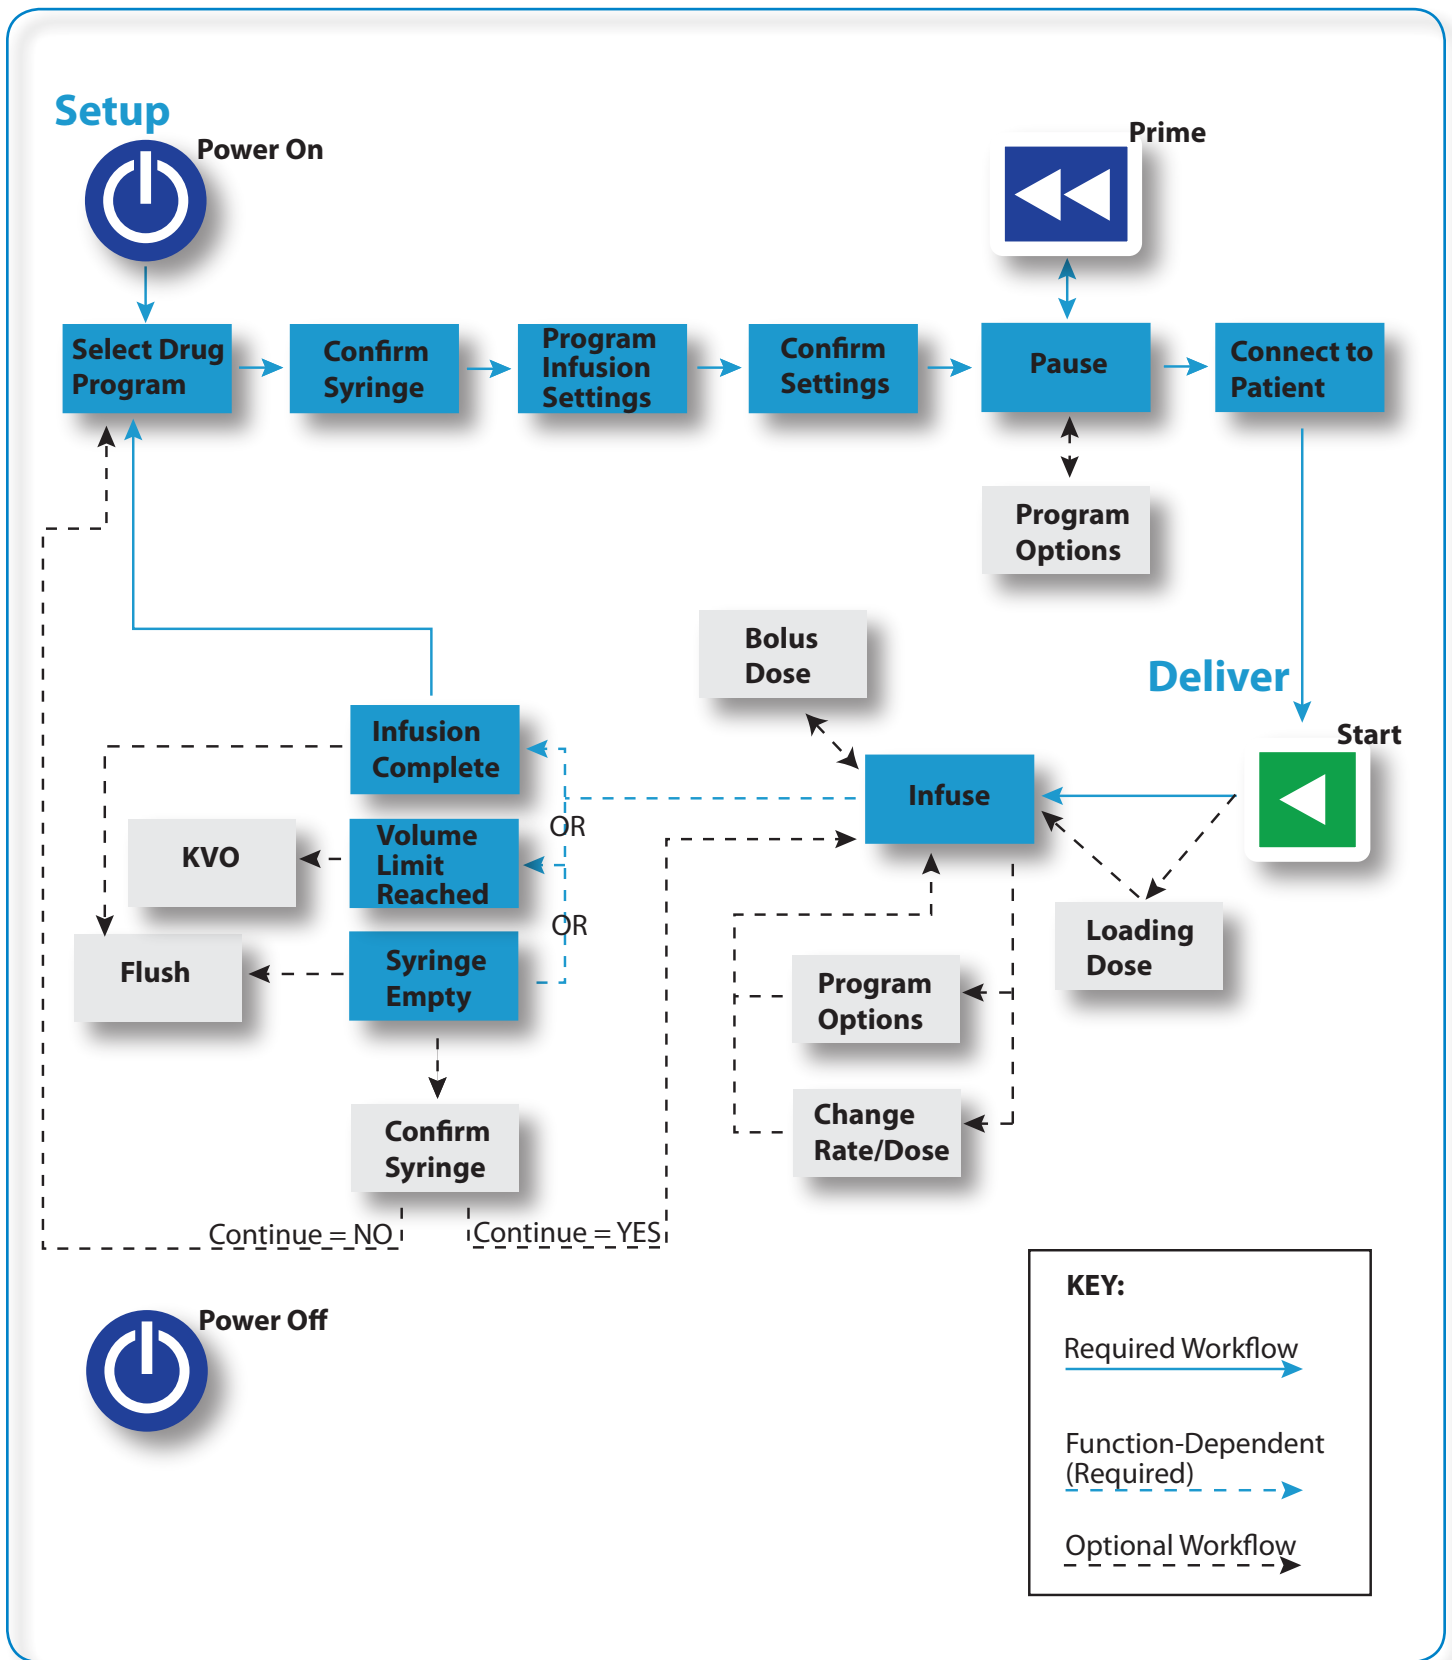 Setup
Power On
Prime
Select Drug
Program
Confirm
Syringe
Program
Infusion
Settings
Confirm
Settings
Pause
Connect to
Patient
Program
Options
Bolus
Dose
Deliver
Start
Infusion
Complete
Infuse
OR
KVO
Volume
Limit
Reached
OR
Flush
Syringe
Empty
Loading
Dose
Program
Options
Confirm
Syringe
Change
Rate/Dose
Continue = NO
Continue = YES
Power Off
KEY:
Required Workflow
Function-Dependent
(Required)
Optional Workflow